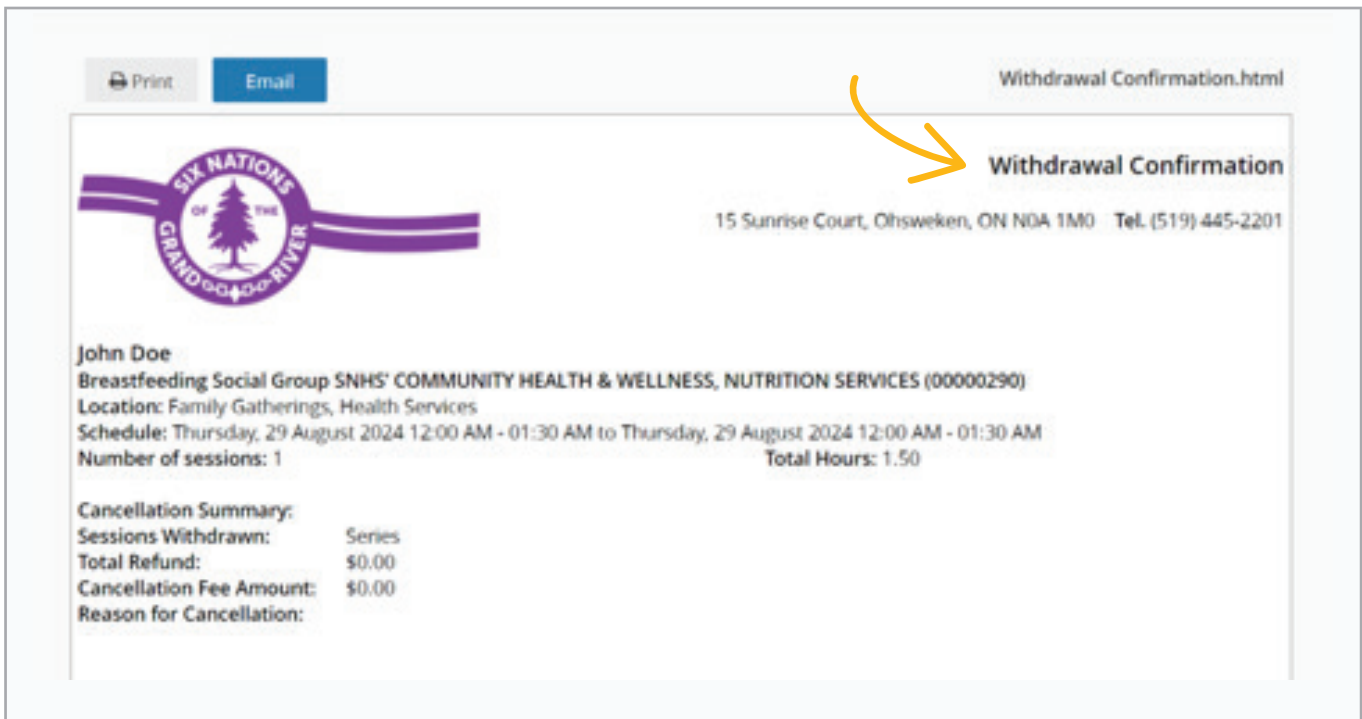 Print Email Withdrawal Confirmation.html
SIX NATIONS
OF THE
GRAND RIVER
Withdrawal Confirmation
15 Sunrise Court, Ohsweken, ON N0A 1M0 Tel. (519) 445-2201
John Doe
Breastfeeding Social Group SNHS' COMMUNITY HEALTH & WELLNESS, NUTRITION SERVICES (00000290)
Location: Family Gatherings, Health Services
Schedule: Thursday, 29 August 2024 12:00 AM - 01:30 AM to Thursday, 29 August 2024 12:00 AM - 01:30 AM
Number of sessions: 1 Total Hours: 1.50
Cancellation Summary:
Sessions Withdrawn: Series
Total Refund: $0.00
Cancellation Fee Amount: $0.00
Reason for Cancellation: